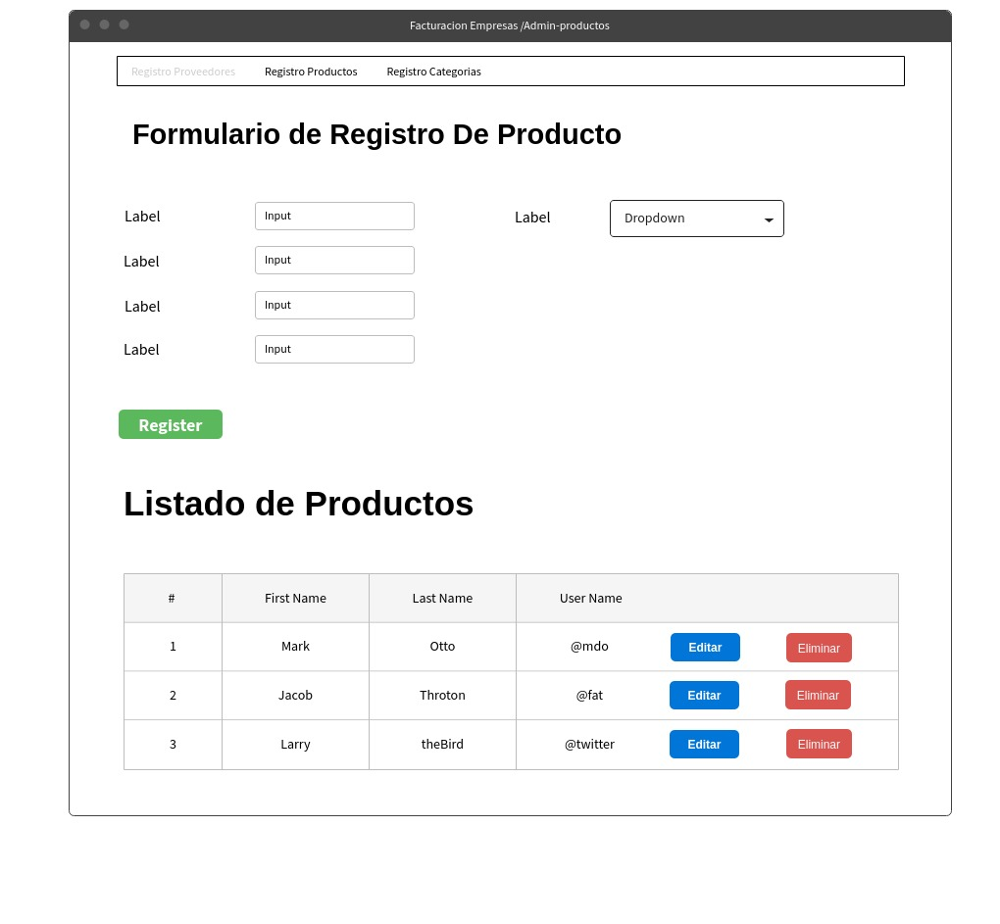 Facturacion Empresas /Admin-productos
Registro Proveedores Registro Productos Registro Categorias
Formulario de Registro De Producto
Label Input Label Dropdown
Label Input
Label Input
Label Input
Register
Listado de Productos
# First Name Last Name User Name
1 Mark Otto @mdo Editar Eliminar
2 Jacob Throton @fat Editar Eliminar
3 Larry theBird @twitter Editar Eliminar